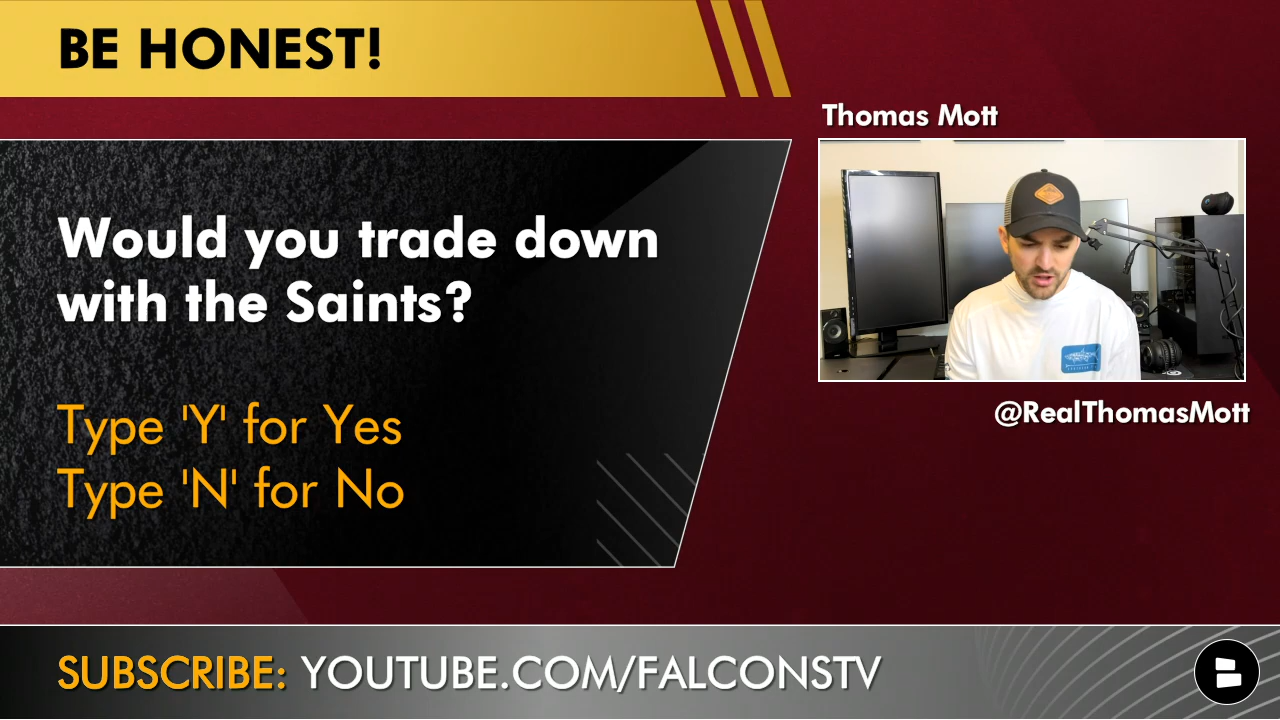 BE HONEST!
Thomas Mott
Would you trade down
with the Saints?
Type 'Y' for Yes
Type 'N' for No
@RealThomasMott
SUBSCRIBE: YOUTUBE.COM/FALCONSTV